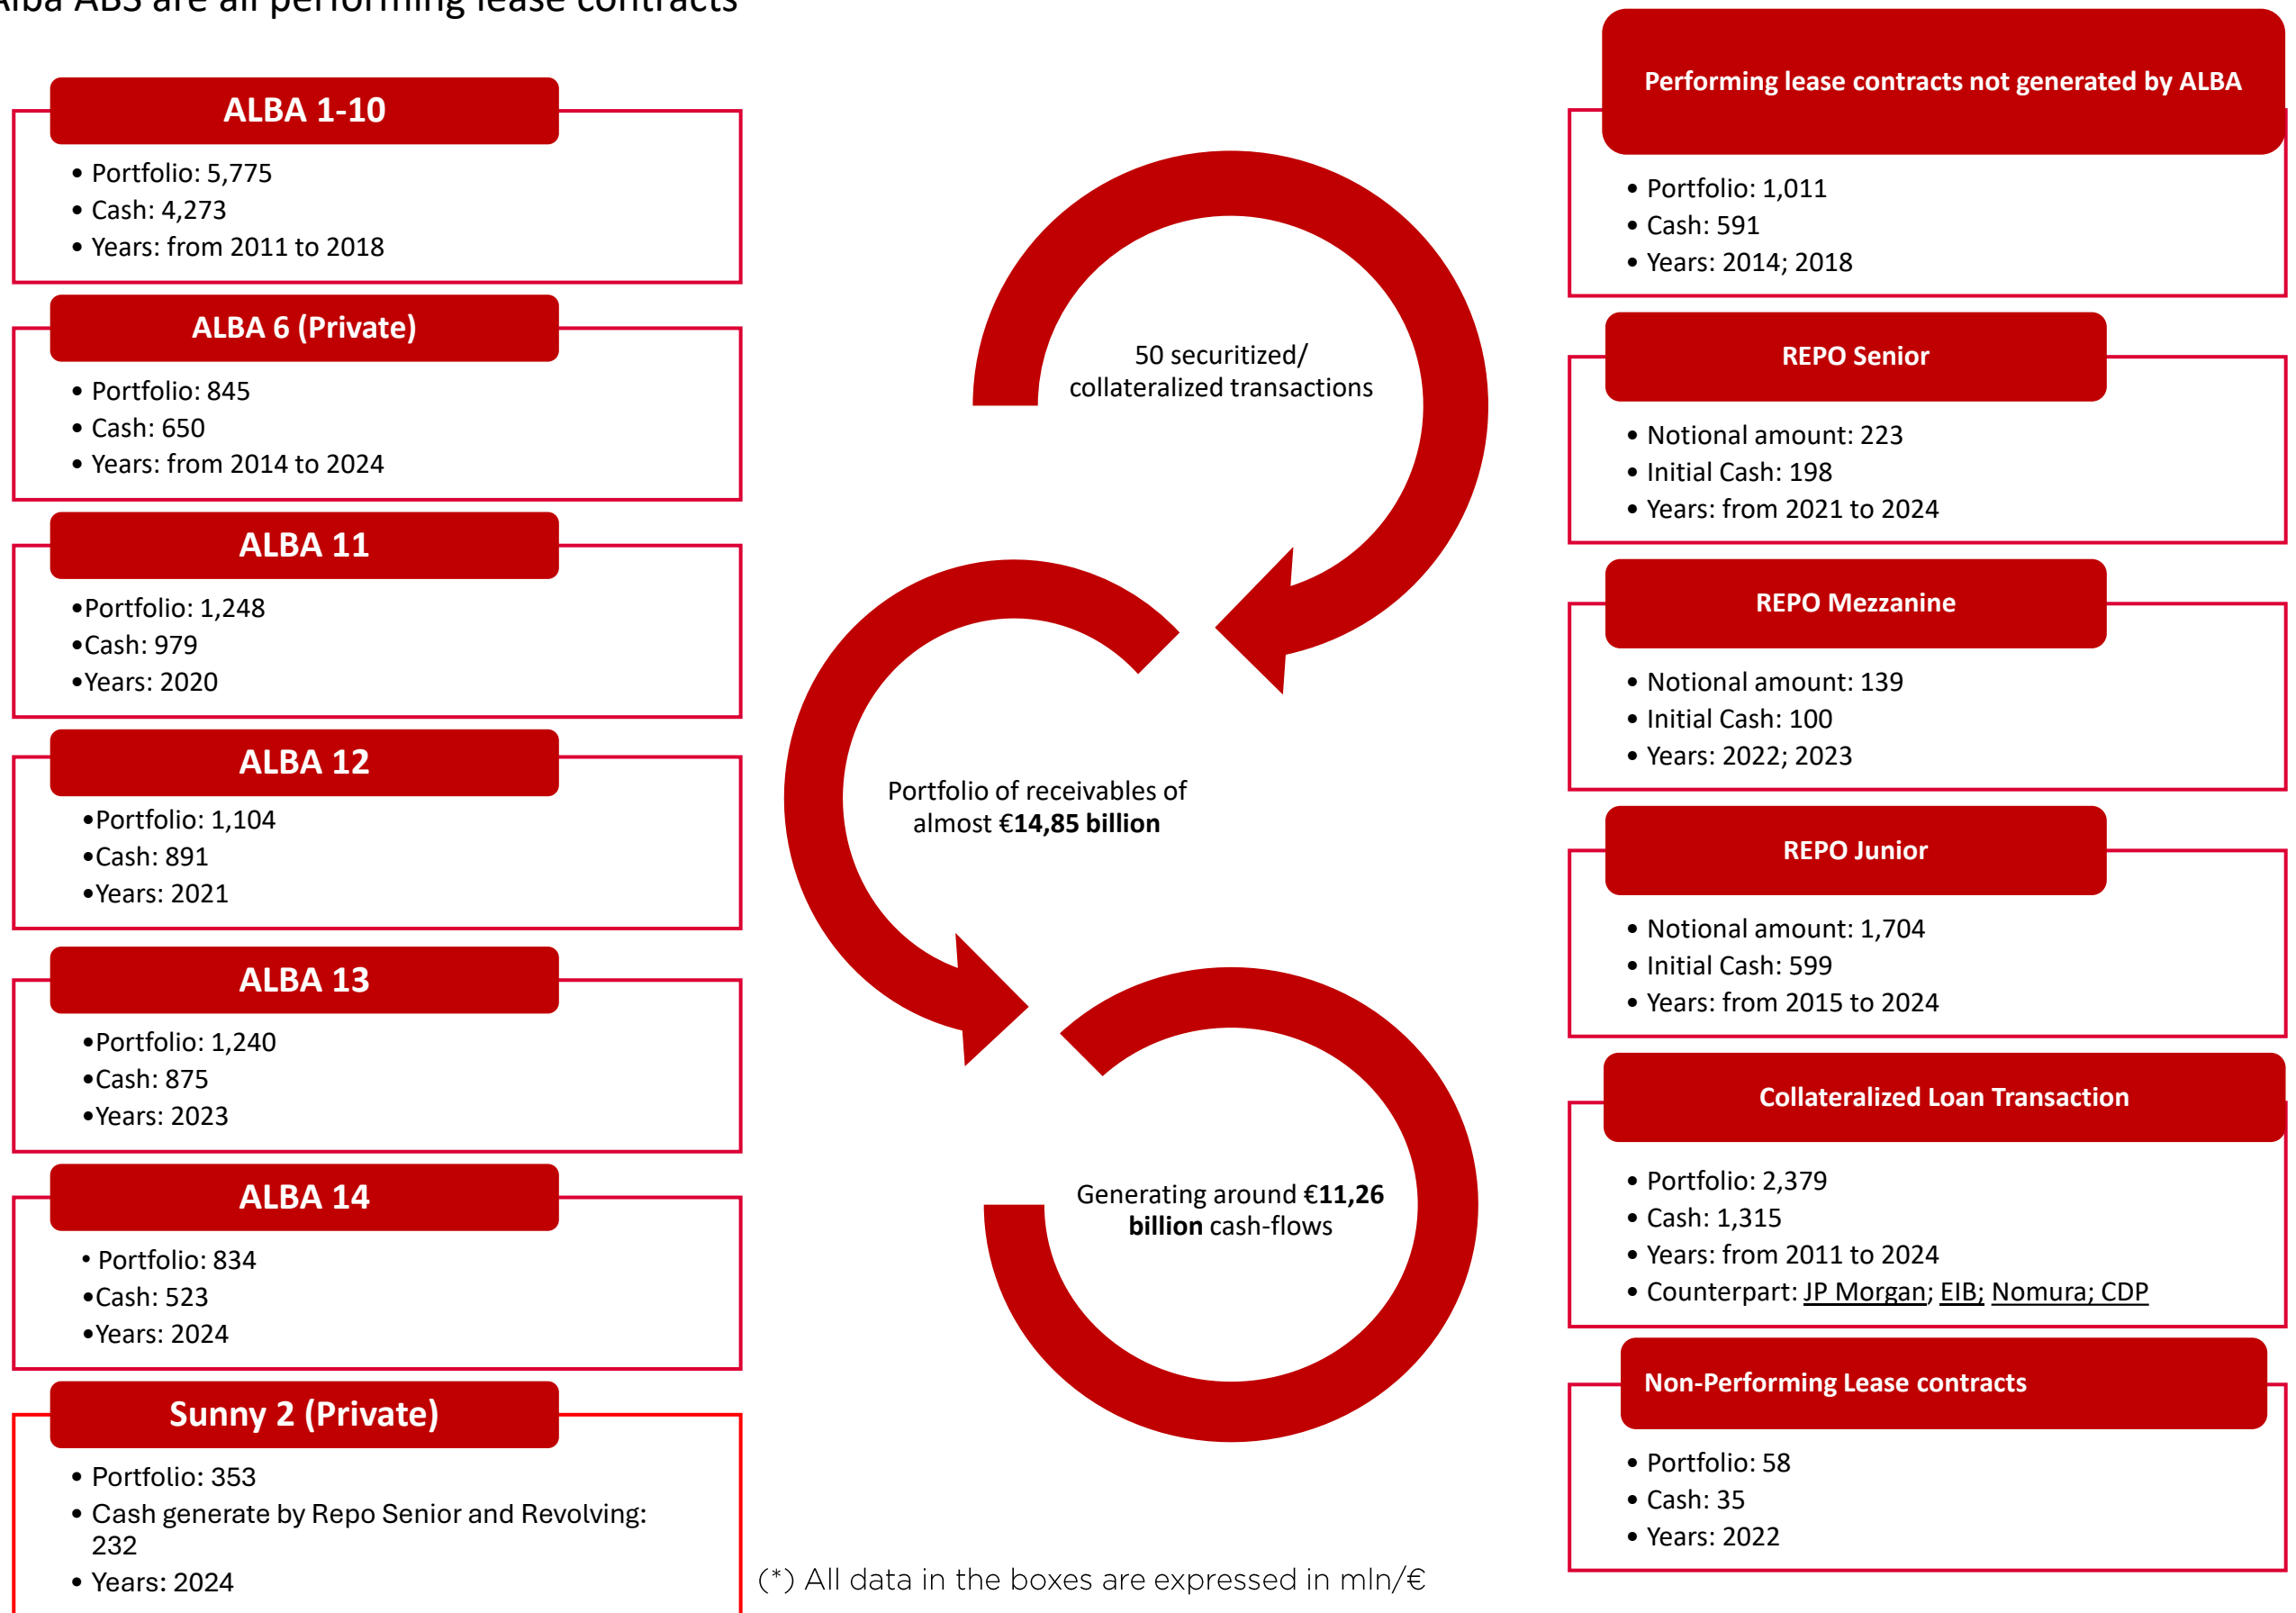 Alba ABS are all performing lease contracts
ALBA 1-10
• Portfolio: 5,775
• Cash: 4,273
• Years: from 2011 to 2018
ALBA 6 (Private)
• Portfolio: 845
• Cash: 650
• Years: from 2014 to 2024
ALBA 11
•Portfolio: 1,248
•Cash: 979
•Years: 2020
ALBA 12
•Portfolio: 1,104
•Cash: 891
•Years: 2021
ALBA 13
•Portfolio: 1,240
•Cash: 875
•Years: 2023
ALBA 14
• Portfolio: 834
•Cash: 523
•Years: 2024
Sunny 2 (Private)
• Portfolio: 353
• Cash generate by Repo Senior and Revolving:
232
• Years: 2024
50 securitized/
collateralized transactions
Portfolio of receivables of
almost €14,85 billion
Generating around €11,26
billion cash-flows
(*) All data in the boxes are expressed in mln/€
Performing lease contracts not generated by ALBA
• Portfolio: 1,011
• Cash: 591
• Years: 2014; 2018
REPO Senior
• Notional amount: 223
• Initial Cash: 198
• Years: from 2021 to 2024
REPO Mezzanine
• Notional amount: 139
• Initial Cash: 100
• Years: 2022; 2023
REPO Junior
• Notional amount: 1,704
• Initial Cash: 599
• Years: from 2015 to 2024
Collateralized Loan Transaction
• Portfolio: 2,379
• Cash: 1,315
• Years: from 2011 to 2024
• Counterpart: JP Morgan; EIB; Nomura; CDP
Non-Performing Lease contracts
• Portfolio: 58
• Cash: 35
• Years: 2022